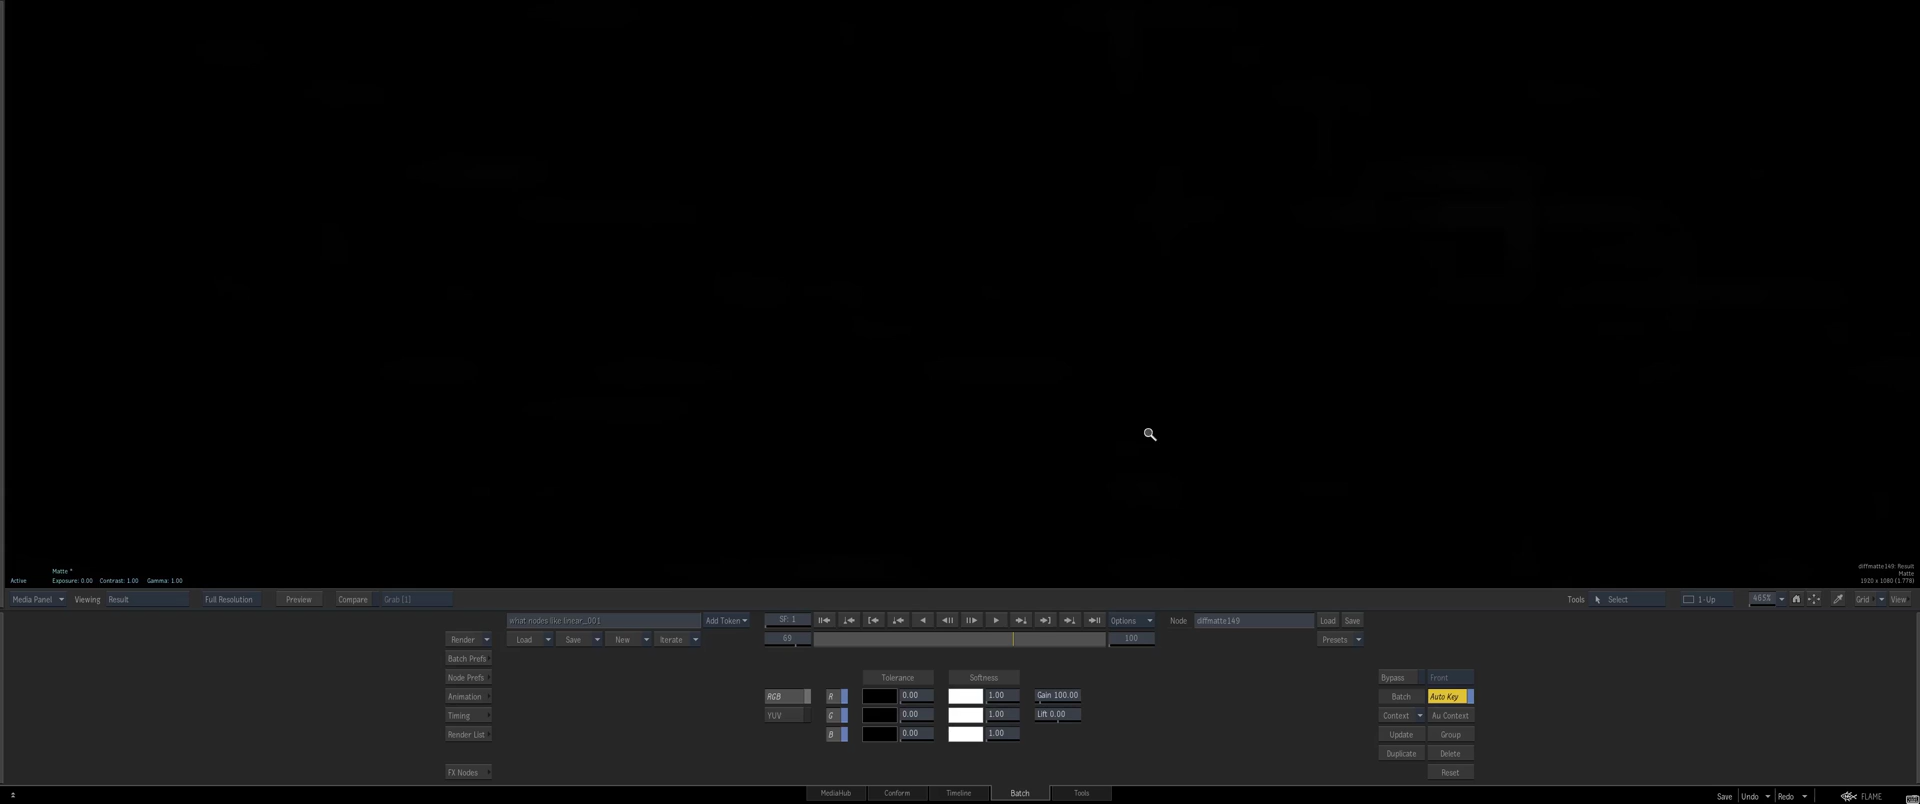 Matte *
Active Exposure: 0.00 Contrast: 1.00 Gamma: 1.00
diffmatte149: Result
Matte
1920 x 1080 (1.778)
Media Panel Viewing Result Full Resolution Preview Compare Grab [1] Tools Select 1-Up 465% Grid View
what nodes like linear_001 Add Token SF: 1 Options Node diffmatte149 Load Save
Render Load Save New Iterate 69 100 Presets
Batch Prefs
Node Prefs Tolerance Softness Bypass Front
Animation RGB R 0.00 1.00 Gain 100.00 Batch Auto Key
Timing YUV G 0.00 1.00 Lift 0.00 Context Au Context
Render List B 0.00 1.00 Update Group
Duplicate Delete
FX Nodes Reset
MediaHub Conform Timeline Batch Tools Save Undo Redo FLAME